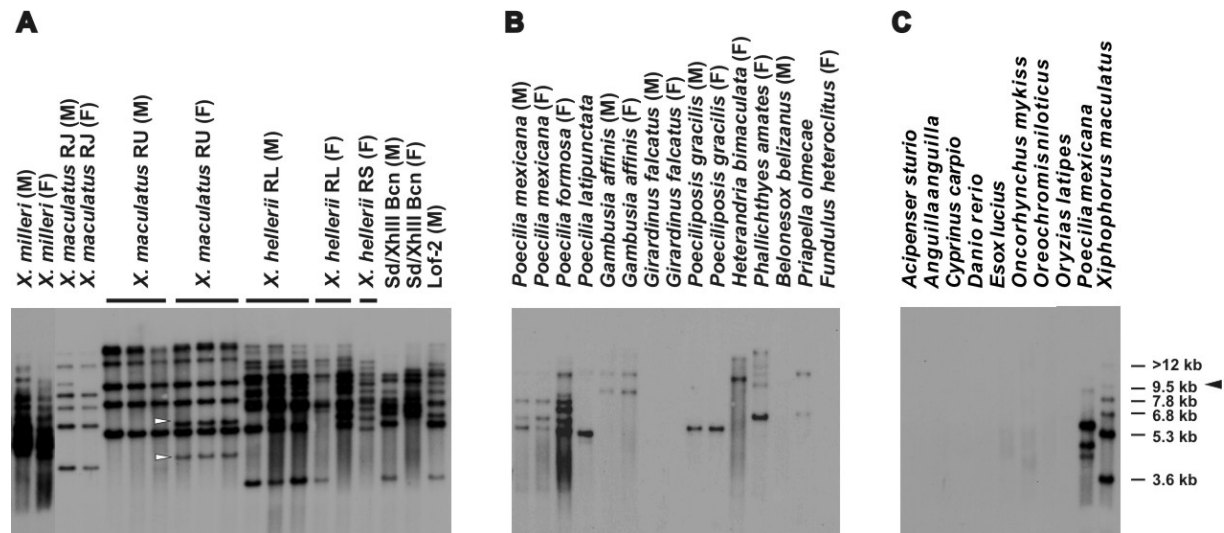 A
X. milleri (M)
X. milleri (F)
X. maculatus RJ (M)
X. maculatus RJ (F)
X. maculatus RU (M)
X. maculatus RU (F)
X. hellerii RL (M)
X. hellerii RL (F)
X. hellerii RS (F)
Sd/XhIII Bcn (M)
Sd/XhIII Bcn (F)
Lof-2 (M)
B
Poecilia mexicana (M)
Poecilia mexicana (F)
Poecilia formosa (F)
Poecilia latipunctata
Gambusia affinis (M)
Gambusia affinis (F)
Girardinus falcatus (M)
Girardinus falcatus (F)
Poeciliposis gracilis (M)
Poeciliposis gracilis (F)
Heterandria bimaculata (F)
Phallichthyes amates (F)
Belonesox belizanus (M)
Priapella olmecae
Fundulus heteroclitus (F)
C
Acipenser sturio
Anguilla anguilla
Cyprinus carpio
Danio rerio
Esox lucius
Oncorhynchus mykiss
Oreochromis niloticus
Oryzias latipes
Poecilia mexicana
Xiphophorus maculatus
>12 kb
9.5 kb
7.8 kb
6.8 kb
5.3 kb
3.6 kb